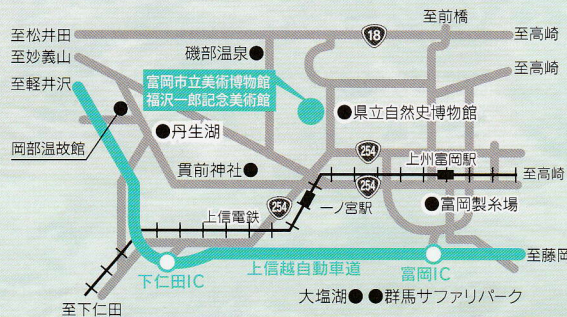 至前橋
至松井田
18
至高崎
至妙義山
磯部温泉
至高崎
至軽井沢
富岡市立美術博物館
福沢一郎記念美術館
県立自然史博物館
丹生湖
岡部温故館
254
上州富岡駅
貫前神社
254
至高崎
254
一ノ宮駅
富岡製糸場
上信電鉄
至藤岡
下仁田IC
上信越自動車道
富岡IC
至下仁田
大塩湖
群馬サファリパーク